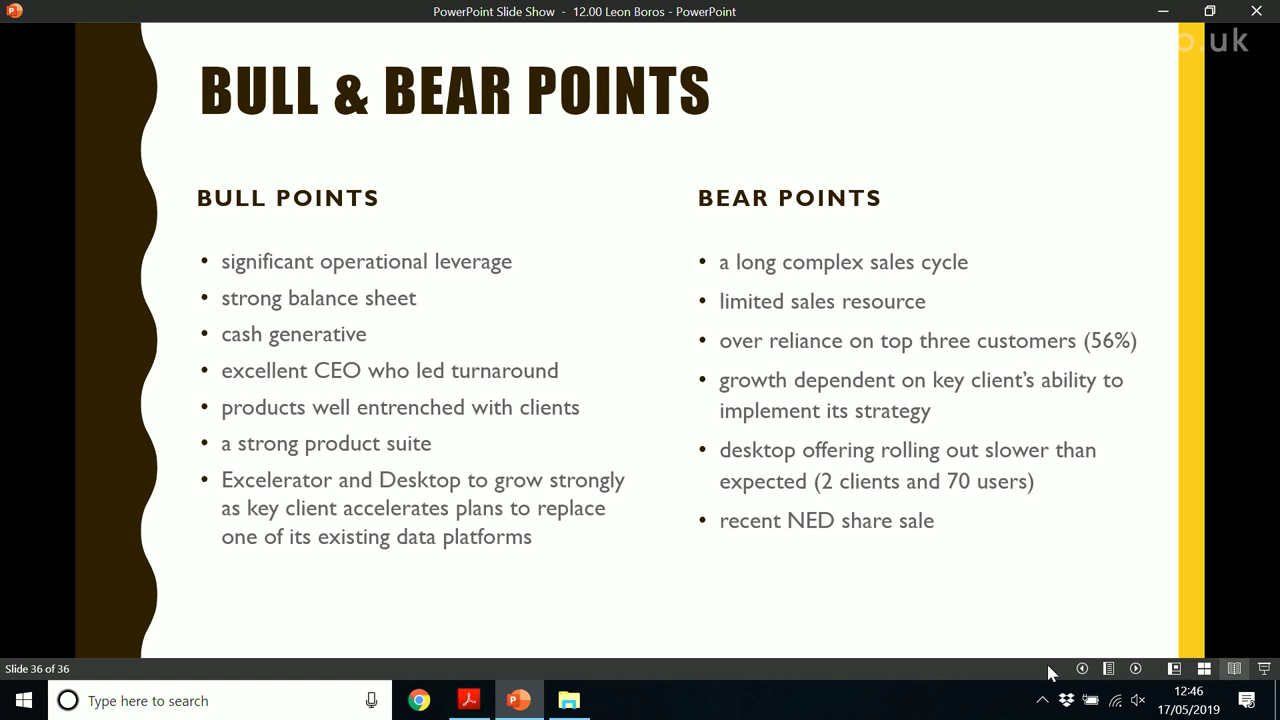 PowerPoint Slide Show - 12.00 Leon Boros - PowerPoint
o.uk
BULL & BEAR POINTS
BULL POINTS
• significant operational leverage
• strong balance sheet
• cash generative
• excellent CEO who led turnaround
• products well entrenched with clients
• a strong product suite
• Excelerator and Desktop to grow strongly
as key client accelerates plans to replace
one of its existing data platforms
BEAR POINTS
• a long complex sales cycle
• limited sales resource
• over reliance on top three customers (56%)
• growth dependent on key client’s ability to
implement its strategy
• desktop offering rolling out slower than
expected (2 clients and 70 users)
• recent NED share sale
Slide 36 of 36
Type here to search
12:46
17/05/2019